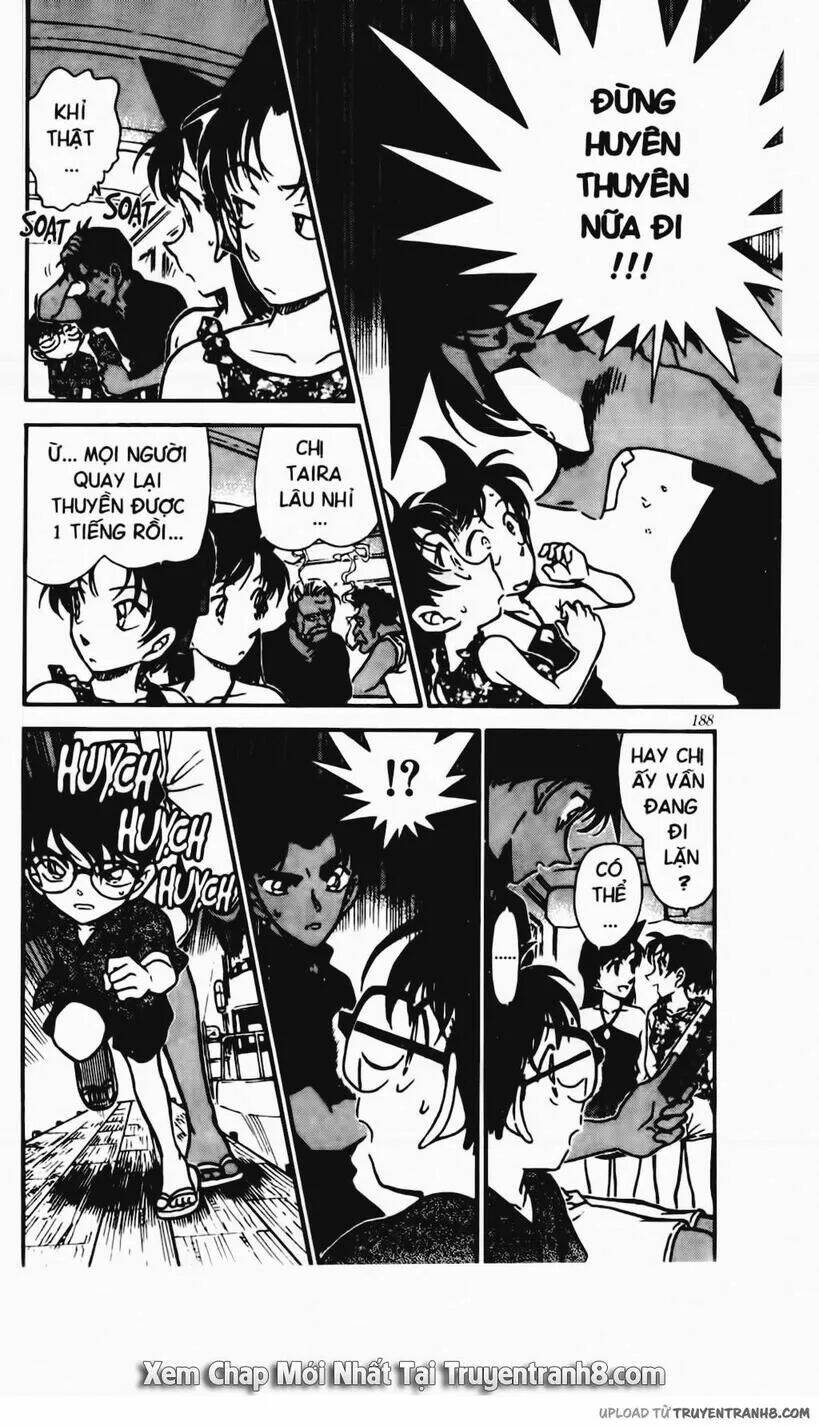 ĐỪNG
HUYÊN
THUYÊN
NỮA ĐI
!!!
KHỈ
THẬT
...
SOẠT
SOẠT
CHỊ
TAIRA
LÂU NHỈ
...
Ừ... MỌI NGƯỜI
QUAY LẠI
THUYỀN ĐƯỢC
1 TIẾNG RỒI...
188
HAY CHỊ
ẤY VẪN
ĐANG
ĐI
LẶN
?
CÓ
THỂ
...
......
!?
HUỴCH
HUỴCH
HUỴCH
Xem Chap Mới Nhất Tại Truyentranh8.com
UPLOAD TỪ TRUYENTRANH8.COM